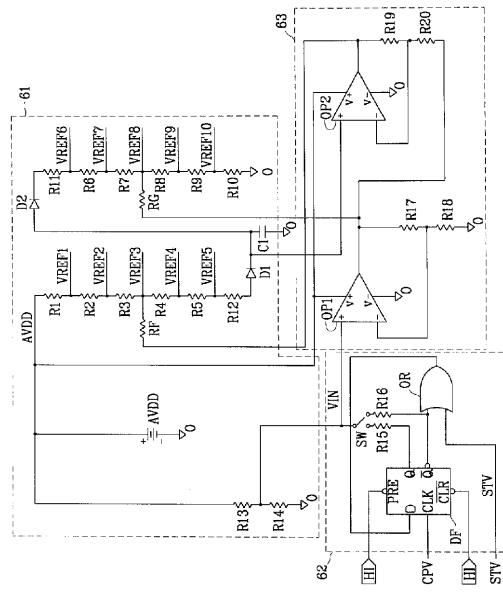 61
AVDD
R1
VREF1
R2
VREF2
R3
VREF3
RF
R4
VREF4
R5
VREF5
R12
D1
D2
R11
VREF6
R6
VREF7
R7
VREF8
RG
R8
VREF9
R9
VREF10
R10
0
C1
0
AVDD
+
-
0
R13
R14
0
63
OP1
+
-
V+
V-
0
R17
R18
0
OP2
+
-
V+
V-
0
R19
R20
62
VIN
SW
R15
R16
OR
HI
PRE
D
Q
CLK
Q
CLR
DF
CPV
HI
STV
STV